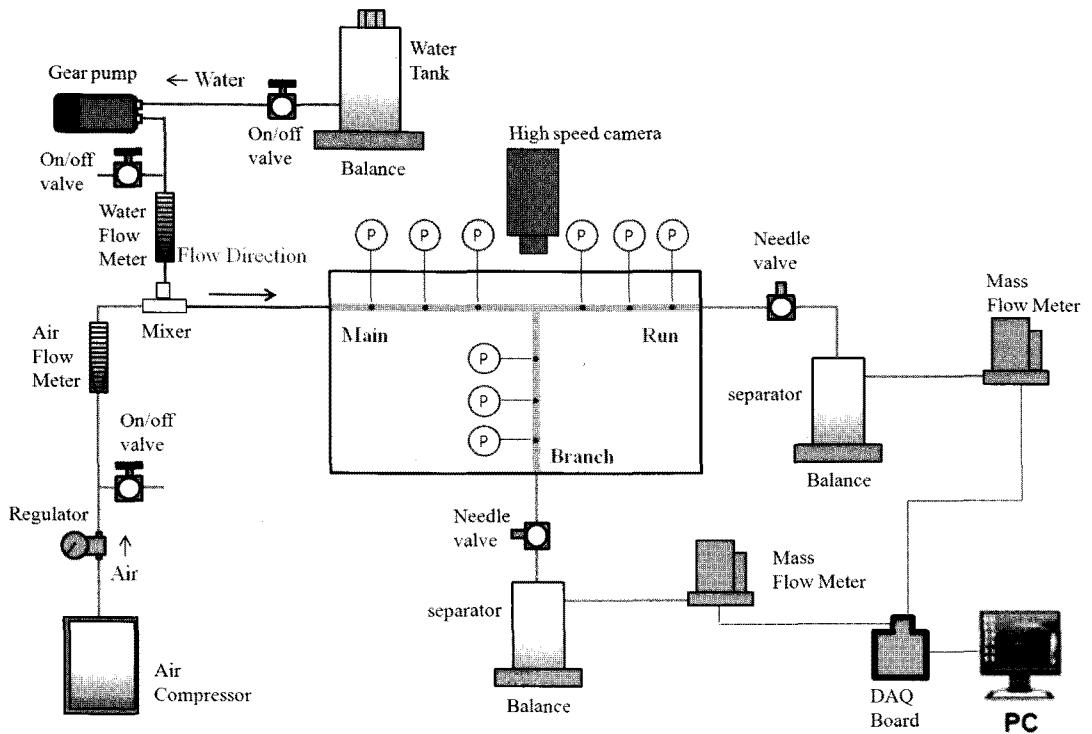 Water
Tank
Gear pump
← Water
On/off
valve
Balance
High speed camera
On/off
valve
Water
Flow
Meter
Flow Direction
P
P
P
P
P
P
Needle
valve
Mass
Flow Meter
Mixer
Main
Run
Air
Flow
Meter
P
separator
P
On/off
valve
P
Branch
Balance
Regulator
Needle
valve
Air
Mass
Flow Meter
separator
Air
Compressor
Balance
DAQ
Board
PC